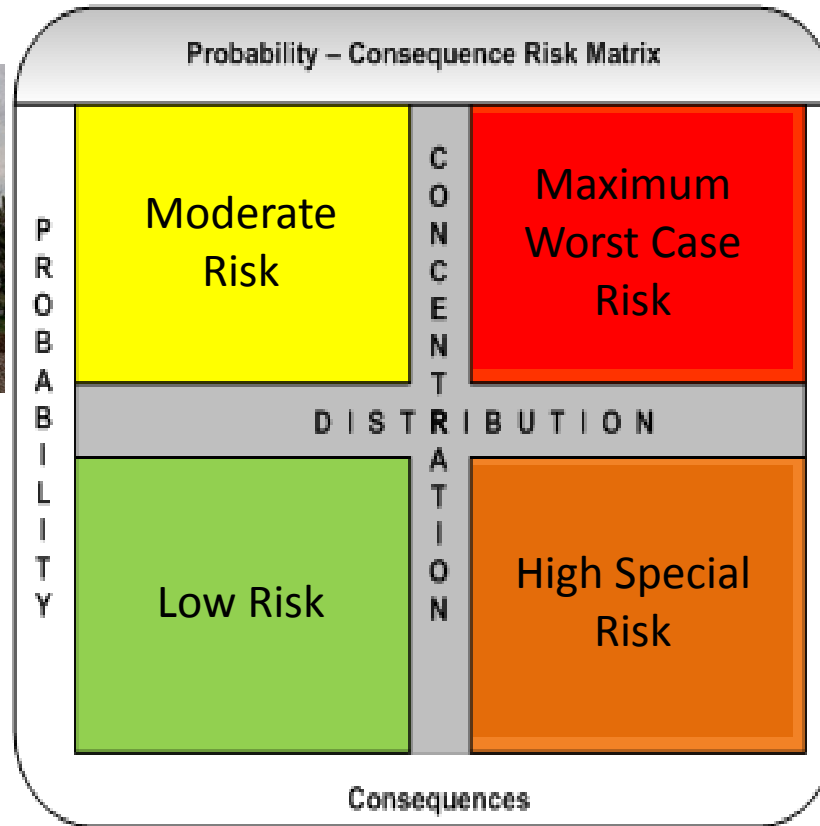 Probability – Consequence Risk Matrix
PROBABILITY
Moderate
Risk
CONCENTRATION
Maximum
Worst Case
Risk
DISTRIBUTION
Low Risk
High Special
Risk
Consequences